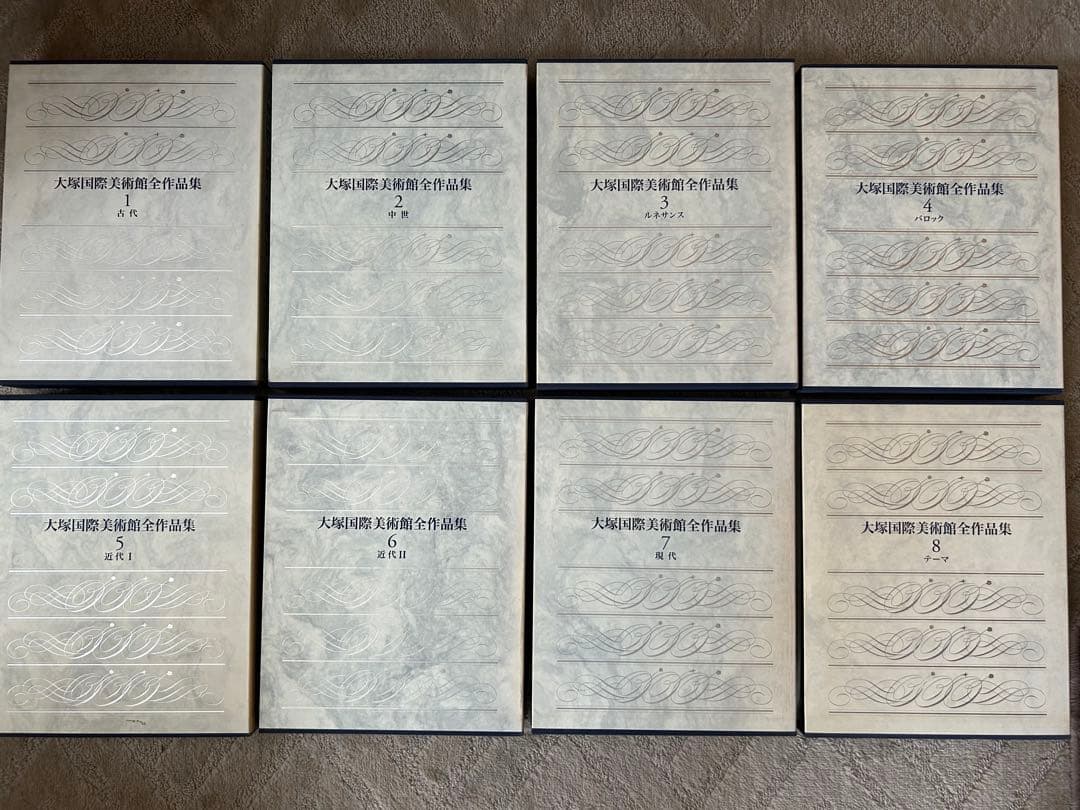 大塚国際美術館全作品集
1
古代
大塚国際美術館全作品集
2
中世
大塚国際美術館全作品集
3
ルネサンス
大塚国際美術館全作品集
4
バロック
大塚国際美術館全作品集
5
近代 I
大塚国際美術館全作品集
6
近代 II
大塚国際美術館全作品集
7
現代
大塚国際美術館全作品集
8
テーマ